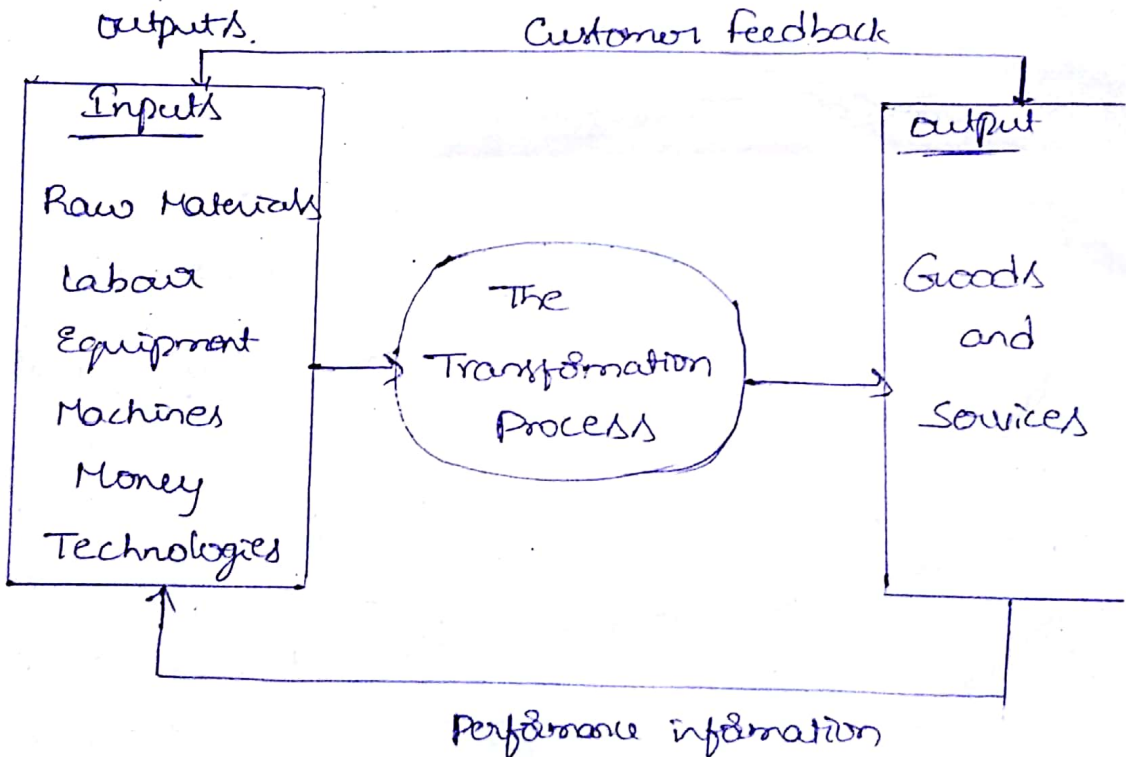 outputs.
Customer feedback
Inputs
Raw Materials
Labour
Equipment
Machines
Money
Technologies
The
Transformation
Process
output
Goods
and
Services
Performance information